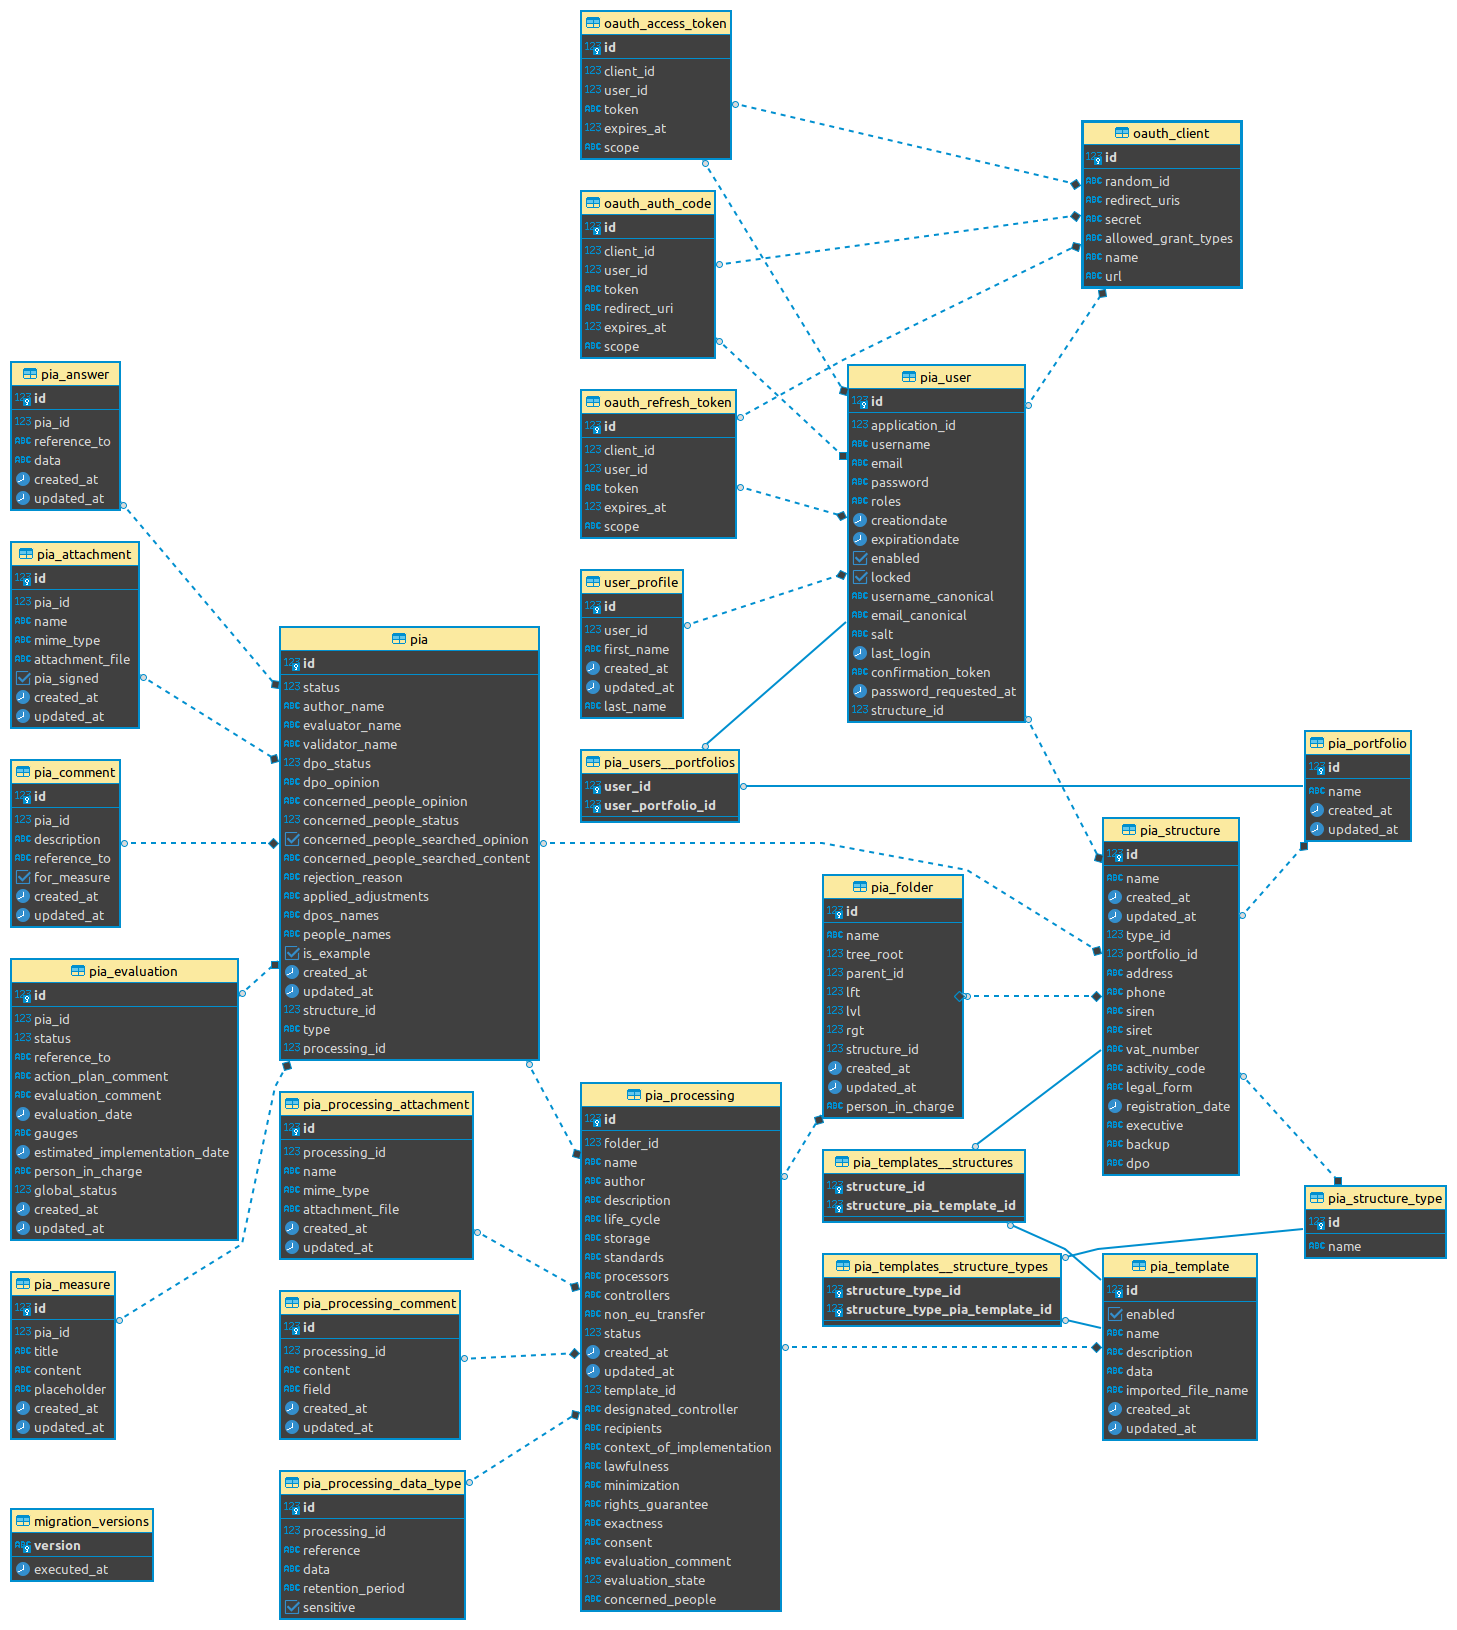 oauth_access_token
id
client_id
user_id
token
expires_at
scope
oauth_client
id
random_id
redirect_uris
secret
allowed_grant_types
name
url
oauth_auth_code
id
client_id
user_id
token
redirect_uri
expires_at
scope
pia_answer
id
pia_id
reference_to
data
created_at
updated_at
pia_user
id
application_id
username
email
password
roles
creationdate
expirationdate
enabled
locked
username_canonical
email_canonical
salt
last_login
confirmation_token
password_requested_at
structure_id
oauth_refresh_token
id
client_id
user_id
token
expires_at
scope
pia_attachment
id
pia_id
name
mime_type
attachment_file
pia_signed
created_at
updated_at
user_profile
id
user_id
first_name
created_at
updated_at
last_name
pia
id
status
author_name
evaluator_name
validator_name
dpo_status
dpo_opinion
concerned_people_opinion
concerned_people_status
concerned_people_searched_opinion
concerned_people_searched_content
rejection_reason
applied_adjustments
dpos_names
people_names
is_example
created_at
updated_at
structure_id
type
processing_id
pia_users__portfolios
user_id
user_portfolio_id
pia_portfolio
id
name
created_at
updated_at
pia_comment
id
pia_id
description
reference_to
for_measure
created_at
updated_at
pia_structure
id
name
created_at
updated_at
type_id
portfolio_id
address
phone
siren
siret
vat_number
activity_code
legal_form
registration_date
executive
backup
dpo
pia_folder
id
name
tree_root
parent_id
lft
lvl
rgt
structure_id
created_at
updated_at
person_in_charge
pia_evaluation
id
pia_id
status
reference_to
action_plan_comment
evaluation_comment
evaluation_date
gauges
estimated_implementation_date
person_in_charge
global_status
created_at
updated_at
pia_processing_attachment
id
processing_id
name
mime_type
attachment_file
created_at
updated_at
pia_processing
id
folder_id
name
author
description
life_cycle
storage
standards
processors
controllers
non_eu_transfer
status
created_at
updated_at
template_id
designated_controller
recipients
context_of_implementation
lawfulness
minimization
rights_guarantee
exactness
consent
evaluation_comment
evaluation_state
concerned_people
pia_templates__structures
structure_id
structure_pia_template_id
pia_structure_type
id
name
pia_templates__structure_types
structure_type_id
structure_type_pia_template_id
pia_template
id
enabled
name
description
data
imported_file_name
created_at
updated_at
pia_measure
id
pia_id
title
content
placeholder
created_at
updated_at
pia_processing_comment
id
processing_id
content
field
created_at
updated_at
pia_processing_data_type
id
processing_id
reference
data
retention_period
sensitive
migration_versions
version
executed_at